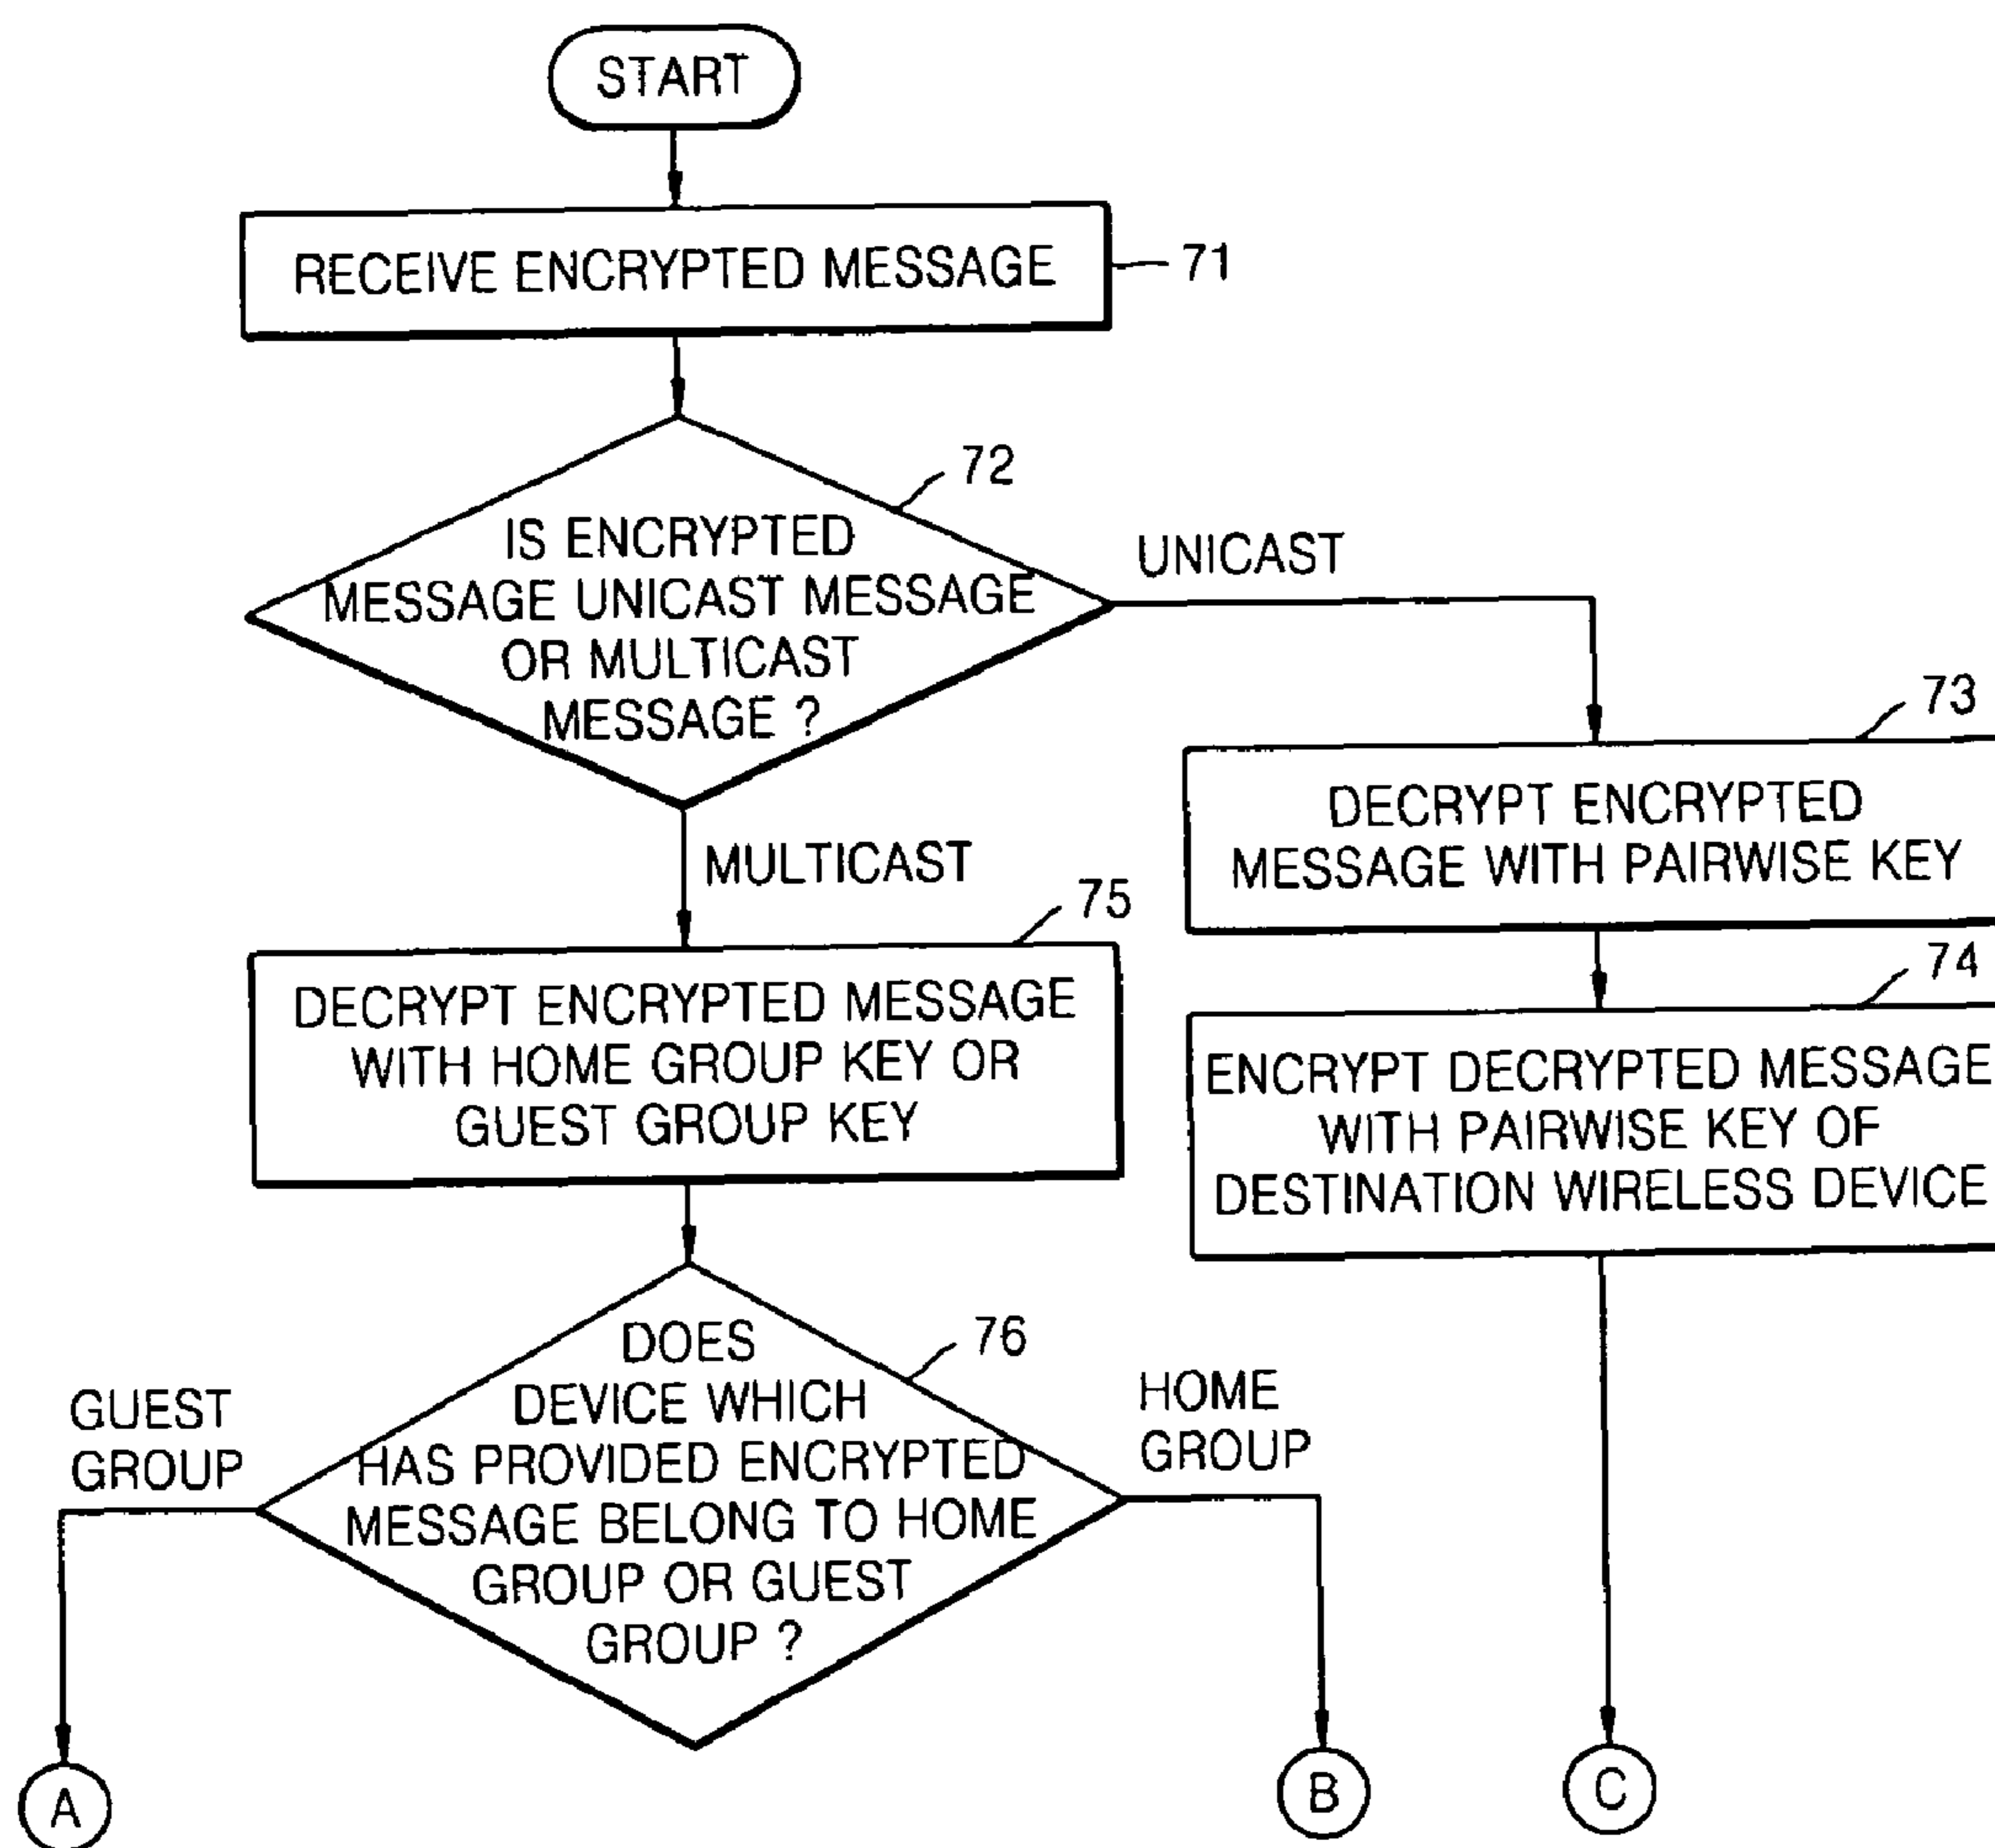 START
RECEIVE ENCRYPTED MESSAGE
71
72
IS ENCRYPTED
MESSAGE UNICAST MESSAGE
OR MULTICAST
MESSAGE ?
UNICAST
73
DECRYPT ENCRYPTED
MESSAGE WITH PAIRWISE KEY
MULTICAST
75
DECRYPT ENCRYPTED MESSAGE
WITH HOME GROUP KEY OR
GUEST GROUP KEY
74
ENCRYPT DECRYPTED MESSAGE
WITH PAIRWISE KEY OF
DESTINATION WIRELESS DEVICE
76
DOES
DEVICE WHICH
HAS PROVIDED ENCRYPTED
MESSAGE BELONG TO HOME
GROUP OR GUEST
GROUP ?
GUEST
GROUP
HOME
GROUP
A
B
C